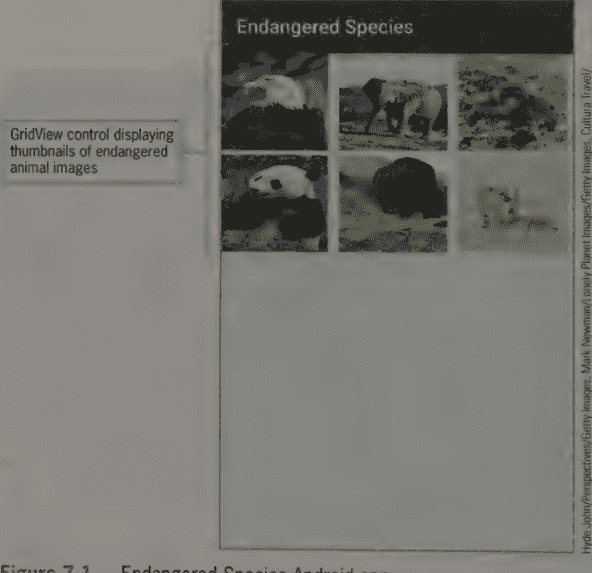 Endangered Species
GridView control displaying
thumbnails of endangered
animal images
Hyde John/Perspectives/Getty Images, Mark Newman/Lonely Planet Images/Getty Images, Cultura Travel/
Figure 7-1 Endangered Species Android app